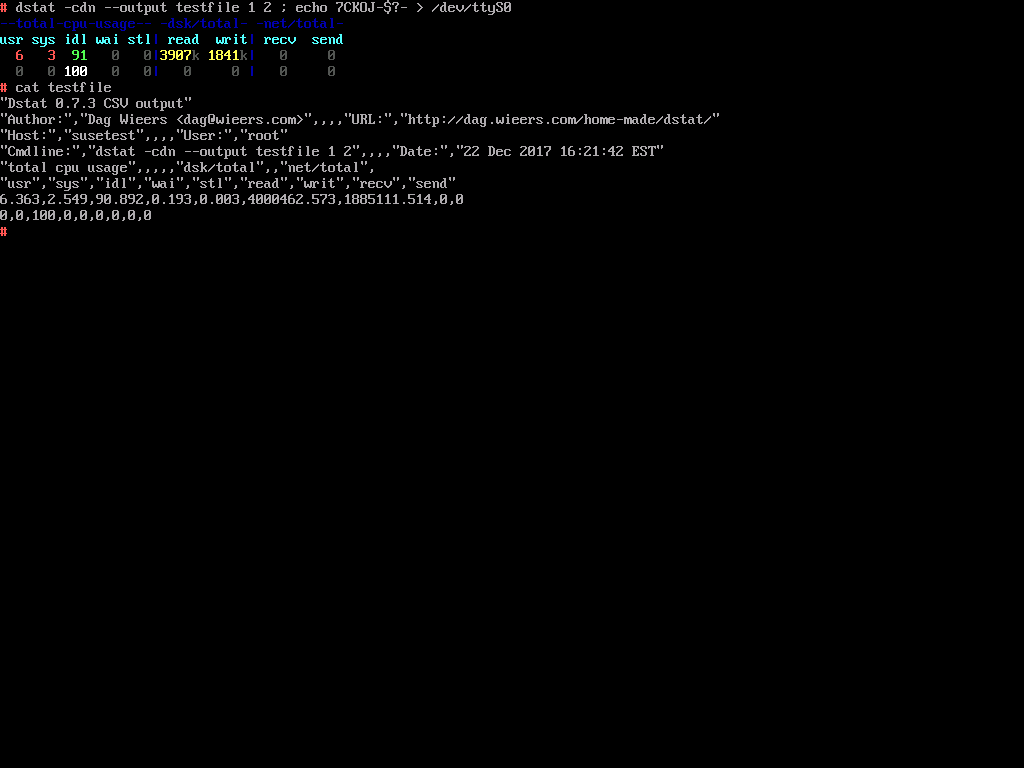 # dstat -cdn --output testfile 1 2 ; echo 7CKOJ-$?- > /dev/ttyS0
--total-cpu-usage-- -dsk/total- -net/total-
usr sys idl wai stl| read  writ| recv  send
  6   3  91   0   0|3907k 1841k|   0     0
  0   0 100   0   0|   0     0 |   0     0
# cat testfile
"Dstat 0.7.3 CSV output"
"Author:","Dag Wieers <dag@wieers.com>",,,,"URL:","http://dag.wieers.com/home-made/dstat/"
"Host:","susetest",,,,"User:","root"
"Cmdline:","dstat -cdn --output testfile 1 2",,,,"Date:","22 Dec 2017 16:21:42 EST"
"total cpu usage",,,,,"dsk/total",,"net/total",
"usr","sys","idl","wai","stl","read","writ","recv","send"
6.363,2.549,90.892,0.193,0.003,4000462.573,1885111.514,0,0
0,0,100,0,0,0,0,0,0
#